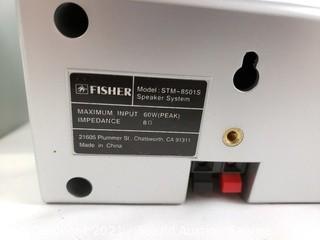 FISHER
Model: STM-8501S
Speaker System
MAXIMUM INPUT 60W(PEAK)
IMPEDANCE 8Ω
21605 Plummer St., Chatsworth, CA 91311
Made in China